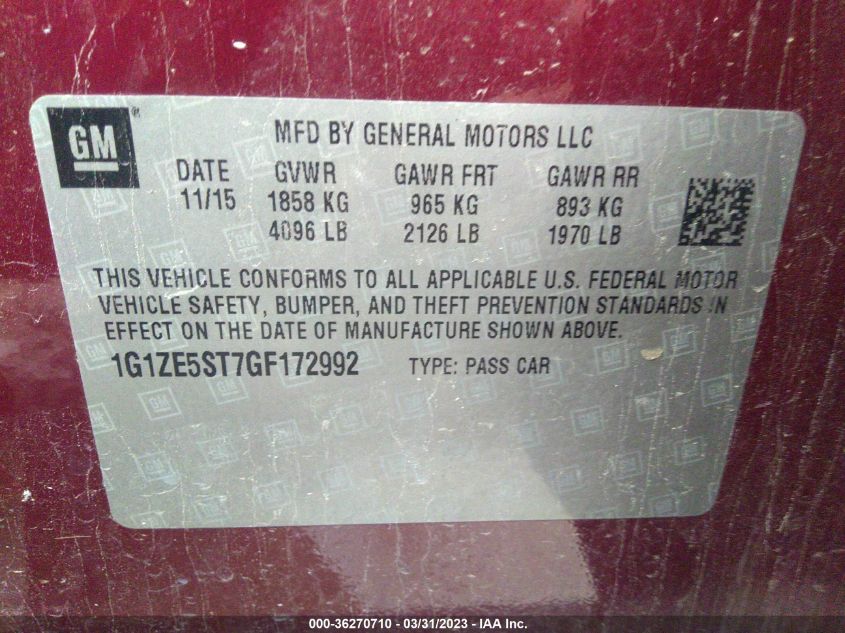 GM
MFD BY GENERAL MOTORS LLC
DATE GVWR GAWR FRT GAWR RR
11/15 1858 KG 965 KG 893 KG
4096 LB 2126 LB 1970 LB
THIS VEHICLE CONFORMS TO ALL APPLICABLE U.S. FEDERAL MOTOR
VEHICLE SAFETY, BUMPER, AND THEFT PREVENTION STANDARDS IN
EFFECT ON THE DATE OF MANUFACTURE SHOWN ABOVE.
1G1ZE5ST7GF172992 TYPE: PASS CAR
000-36270710 / 03/31/2023 - IAA Inc.